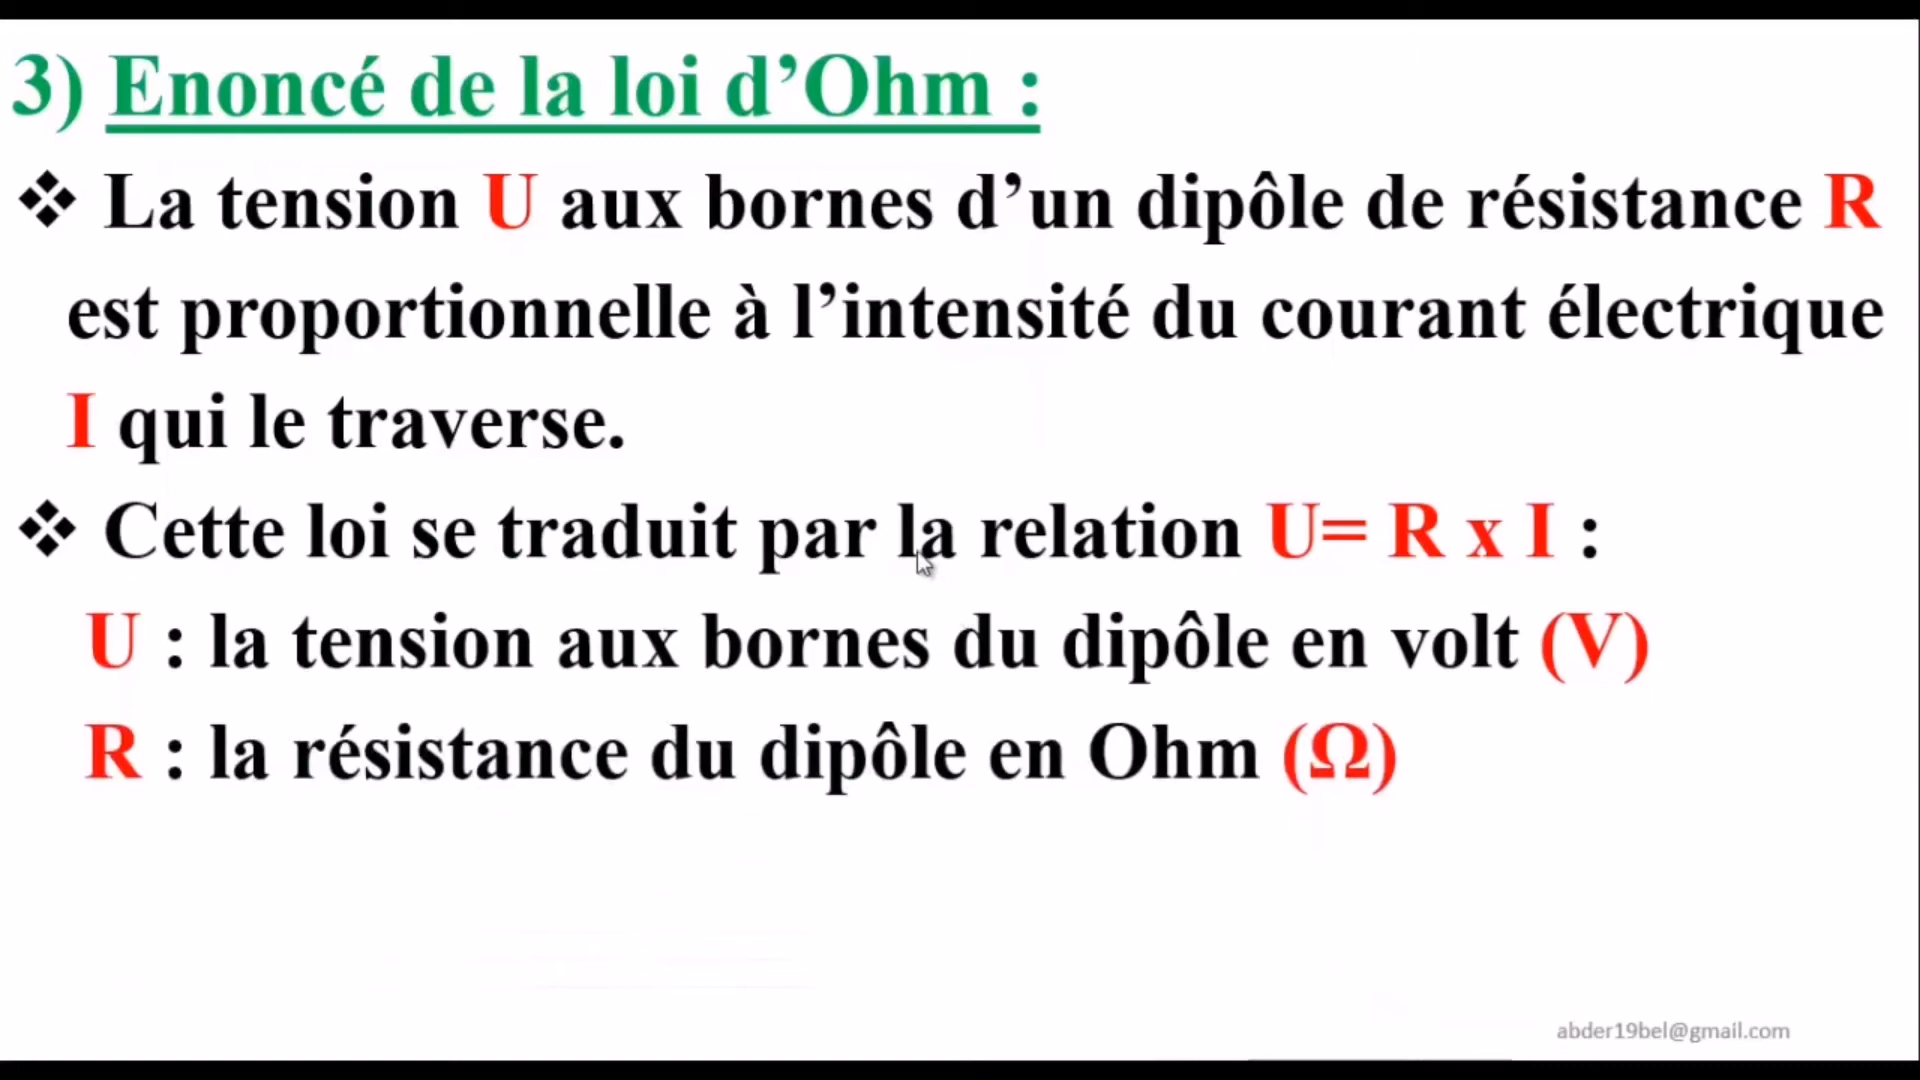 3) Enoncé de la loi d’Ohm :
❖ La tension U aux bornes d’un dipôle de résistance R
est proportionnelle à l’intensité du courant électrique
I qui le traverse.
❖ Cette loi se traduit par la relation U= R x I :
U : la tension aux bornes du dipôle en volt (V)
R : la résistance du dipôle en Ohm (Ω)
abder19bel@gmail.com